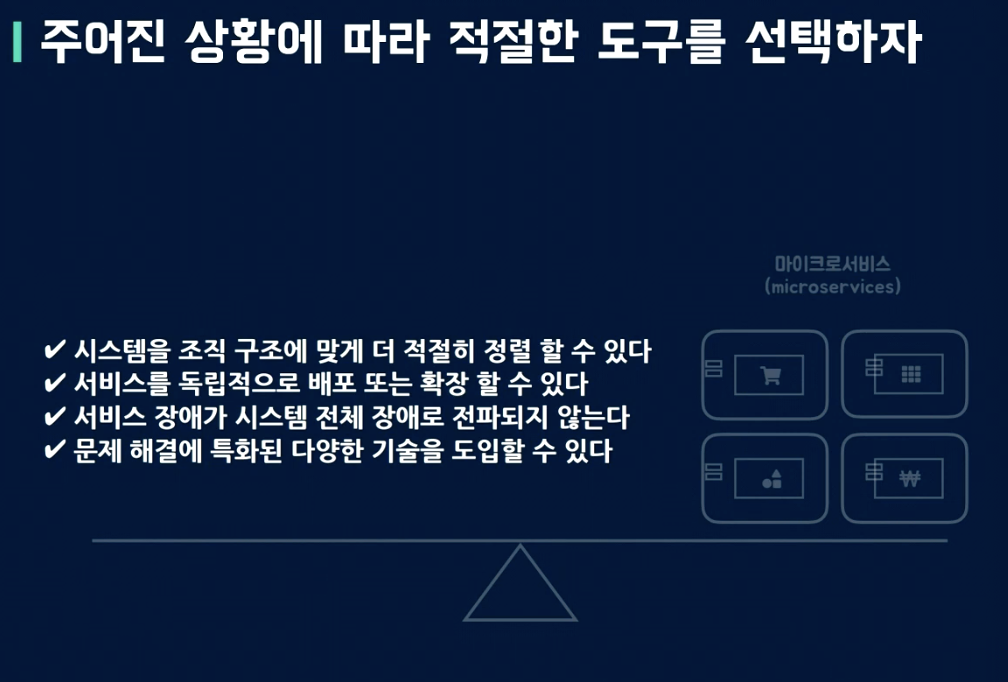 주어진 상황에 따라 적절한 도구를 선택하자
마이크로서비스
(microservices)
✔ 시스템을 조직 구조에 맞게 더 적절히 정렬 할 수 있다
✔ 서비스를 독립적으로 배포 또는 확장 할 수 있다
✔ 서비스 장애가 시스템 전체 장애로 전파되지 않는다
✔ 문제 해결에 특화된 다양한 기술을 도입할 수 있다
₩